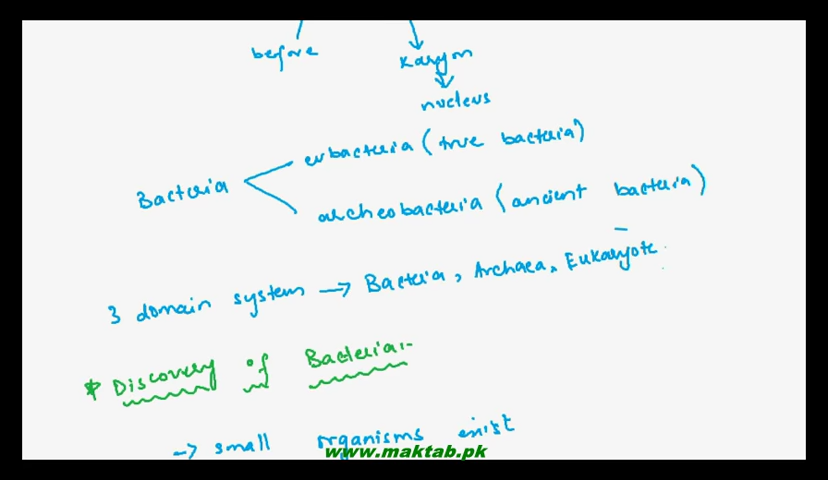 before karyon
nucleus
Bacteria eubacteria (true bacteria)
archeobacteria (ancient bacteria)
3 domain system → Bacteria, Archaea, Eukaryote
* Discovery of Bacteria:-
→ small organisms exist
www.maktab.pk